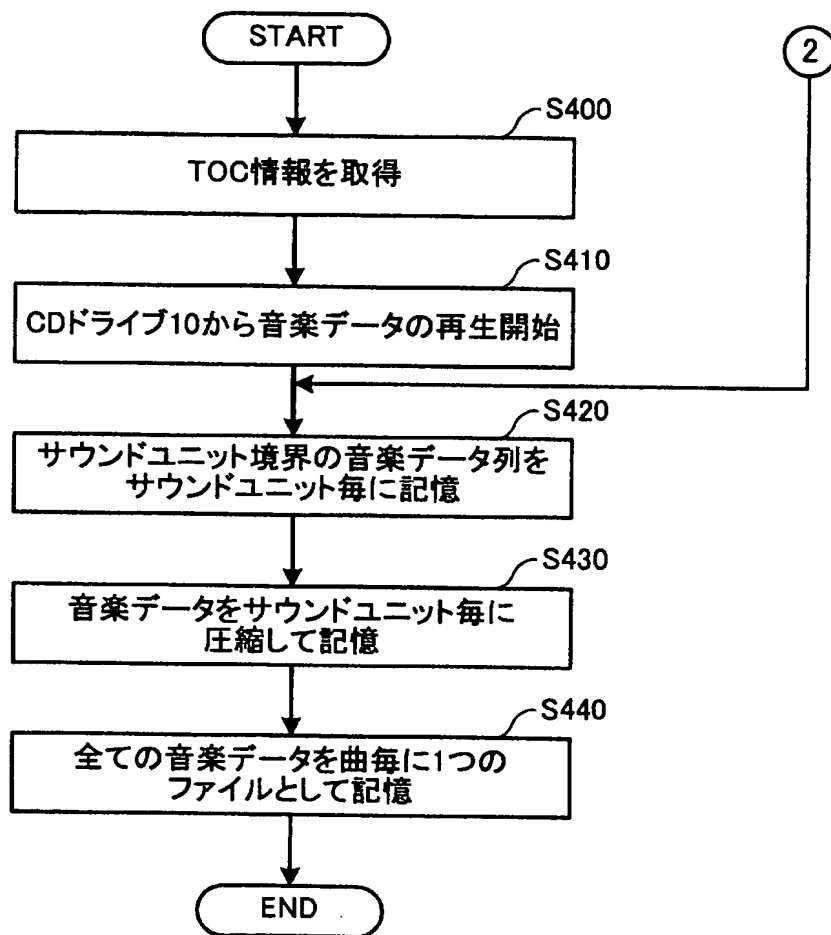 START
2
S400
TOC情報を取得
S410
CDドライブ10から音楽データの再生開始
S420
サウンドユニット境界の音楽データ列を
サウンドユニット毎に記憶
S430
音楽データをサウンドユニット毎に
圧縮して記憶
S440
全ての音楽データを曲毎に1つの
ファイルとして記憶
END